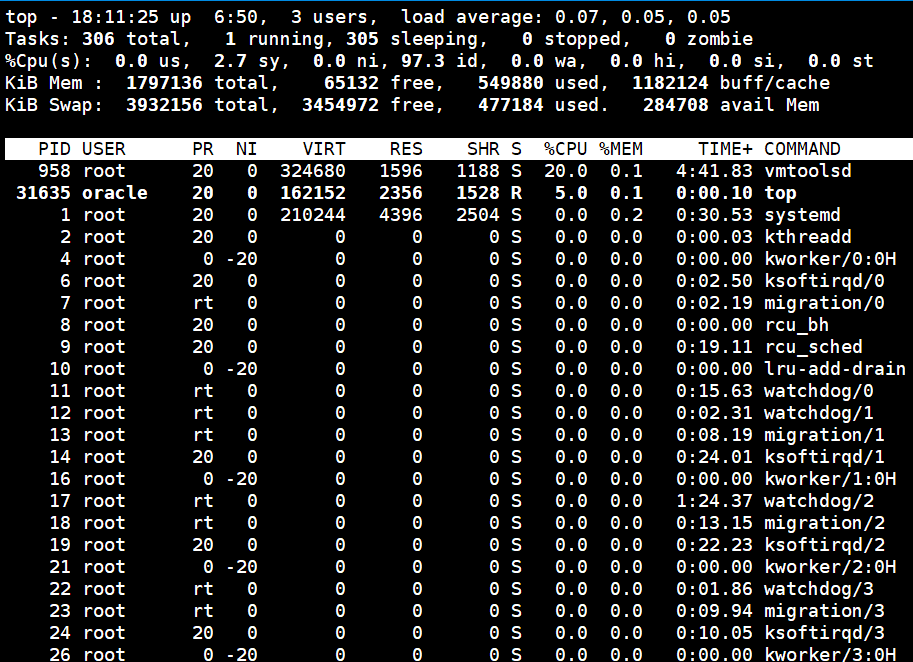 top - 18:11:25 up  6:50,  3 users,  load average: 0.07, 0.05, 0.05
Tasks: 306 total,   1 running, 305 sleeping,   0 stopped,   0 zombie
%Cpu(s):  0.0 us,  2.7 sy,  0.0 ni, 97.3 id,  0.0 wa,  0.0 hi,  0.0 si,  0.0 st
KiB Mem :  1797136 total,    65132 free,   549880 used,  1182124 buff/cache
KiB Swap:  3932156 total,  3454972 free,   477184 used.   284708 avail Mem
PID USER      PR  NI    VIRT    RES    SHR S  %CPU %MEM     TIME+ COMMAND
958 root      20   0  324680   1596   1188 S  20.0  0.1   4:41.83 vmtoolsd
31635 oracle    20   0  162152   2356   1528 R   5.0  0.1   0:00.10 top
1 root      20   0  210244   4396   2504 S   0.0  0.2   0:30.53 systemd
2 root      20   0       0      0      0 S   0.0  0.0   0:00.03 kthreadd
4 root       0 -20       0      0      0 S   0.0  0.0   0:00.00 kworker/0:0H
6 root      20   0       0      0      0 S   0.0  0.0   0:02.50 ksoftirqd/0
7 root      rt   0       0      0      0 S   0.0  0.0   0:02.19 migration/0
8 root      20   0       0      0      0 S   0.0  0.0   0:00.00 rcu_bh
9 root      20   0       0      0      0 S   0.0  0.0   0:19.11 rcu_sched
10 root       0 -20       0      0      0 S   0.0  0.0   0:00.00 lru-add-drain
11 root      rt   0       0      0      0 S   0.0  0.0   0:15.63 watchdog/0
12 root      rt   0       0      0      0 S   0.0  0.0   0:02.31 watchdog/1
13 root      rt   0       0      0      0 S   0.0  0.0   0:08.19 migration/1
14 root      20   0       0      0      0 S   0.0  0.0   0:24.01 ksoftirqd/1
16 root       0 -20       0      0      0 S   0.0  0.0   0:00.00 kworker/1:0H
17 root      rt   0       0      0      0 S   0.0  0.0   1:24.37 watchdog/2
18 root      rt   0       0      0      0 S   0.0  0.0   0:13.15 migration/2
19 root      20   0       0      0      0 S   0.0  0.0   0:22.23 ksoftirqd/2
21 root       0 -20       0      0      0 S   0.0  0.0   0:00.00 kworker/2:0H
22 root      rt   0       0      0      0 S   0.0  0.0   0:01.86 watchdog/3
23 root      rt   0       0      0      0 S   0.0  0.0   0:09.94 migration/3
24 root      20   0       0      0      0 S   0.0  0.0   0:10.05 ksoftirqd/3
26 root       0 -20       0      0      0 S   0.0  0.0   0:00.00 kworker/3:0H